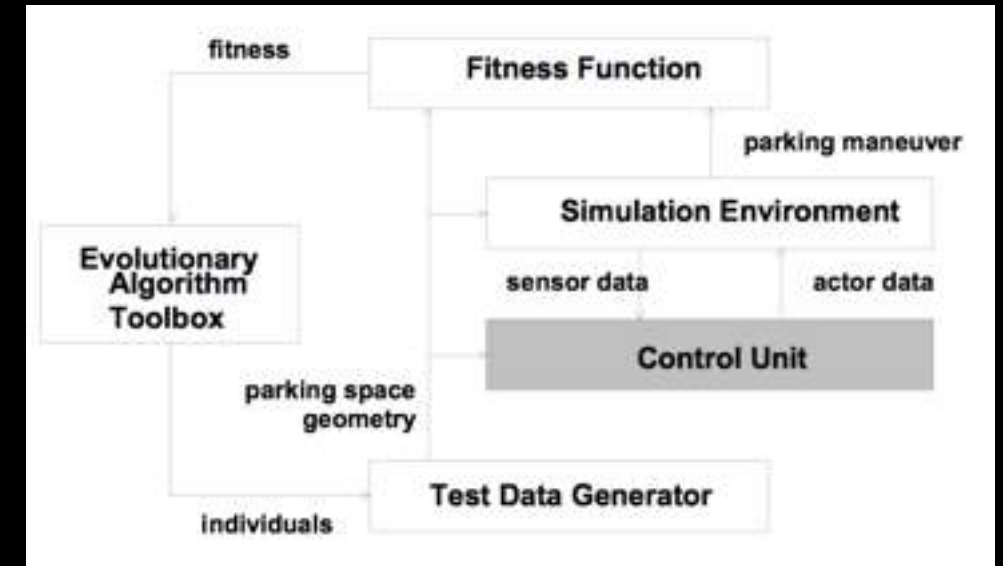 fitness
Fitness Function
parking maneuver
Simulation Environment
Evolutionary
Algorithm
Toolbox
sensor data
actor data
Control Unit
parking space
geometry
Test Data Generator
individuals